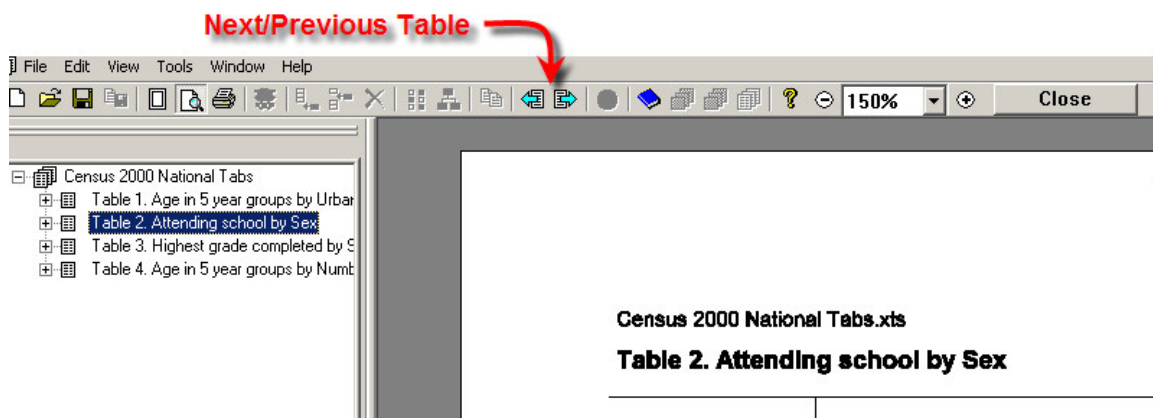 Next/Previous Table
File Edit View Tools Window Help
150% Close
Census 2000 National Tabs
Table 1. Age in 5 year groups by Urbar
Table 2. Attending school by Sex
Table 3. Highest grade completed by S
Table 4. Age in 5 year groups by Numb
Census 2000 National Tabs.xts
Table 2. Attending school by Sex